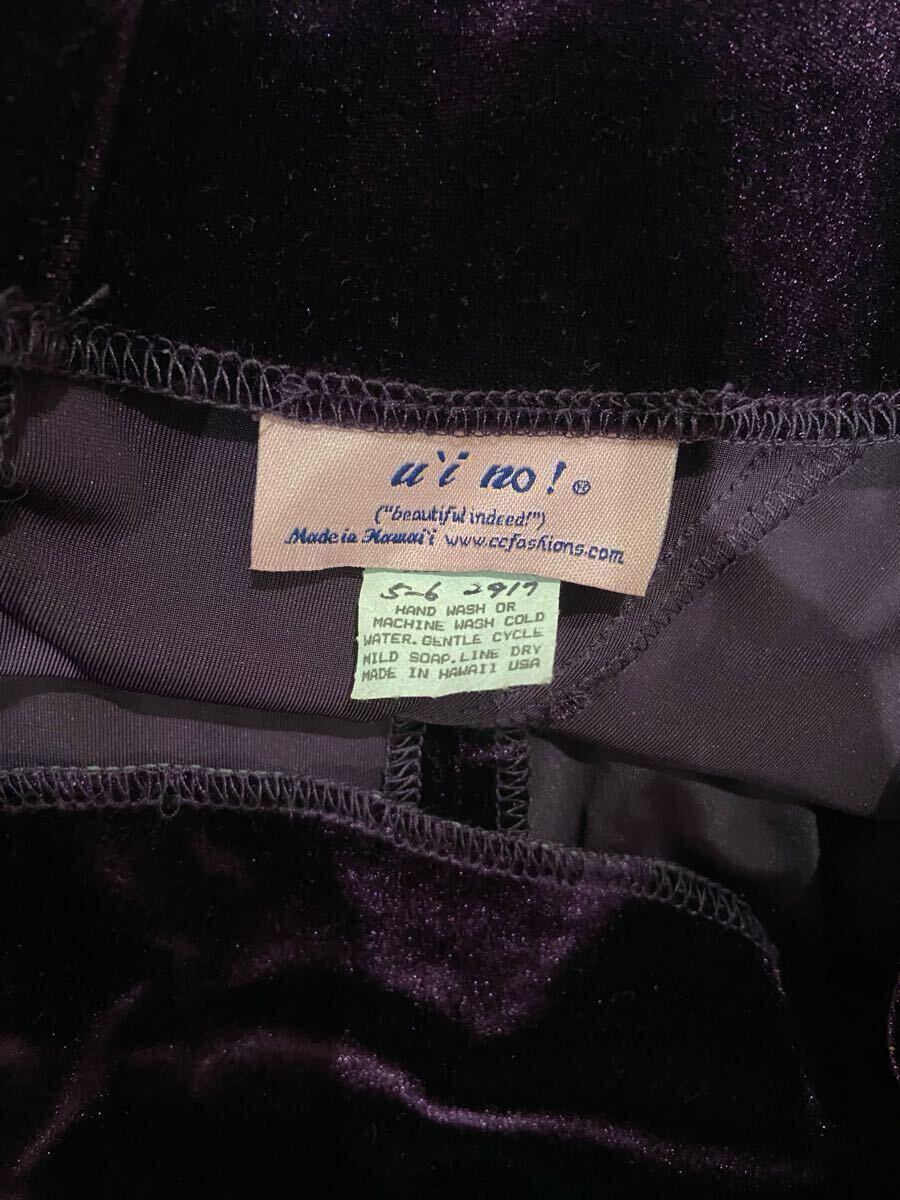 u`i no! ®
("beautiful indeed!")
Made in Hawai`i www.ccfashions.com
5-6 2917
HAND WASH OR
MACHINE WASH COLD
WATER. GENTLE CYCLE
MILD SOAP. LINE DRY
MADE IN HAWAII USA